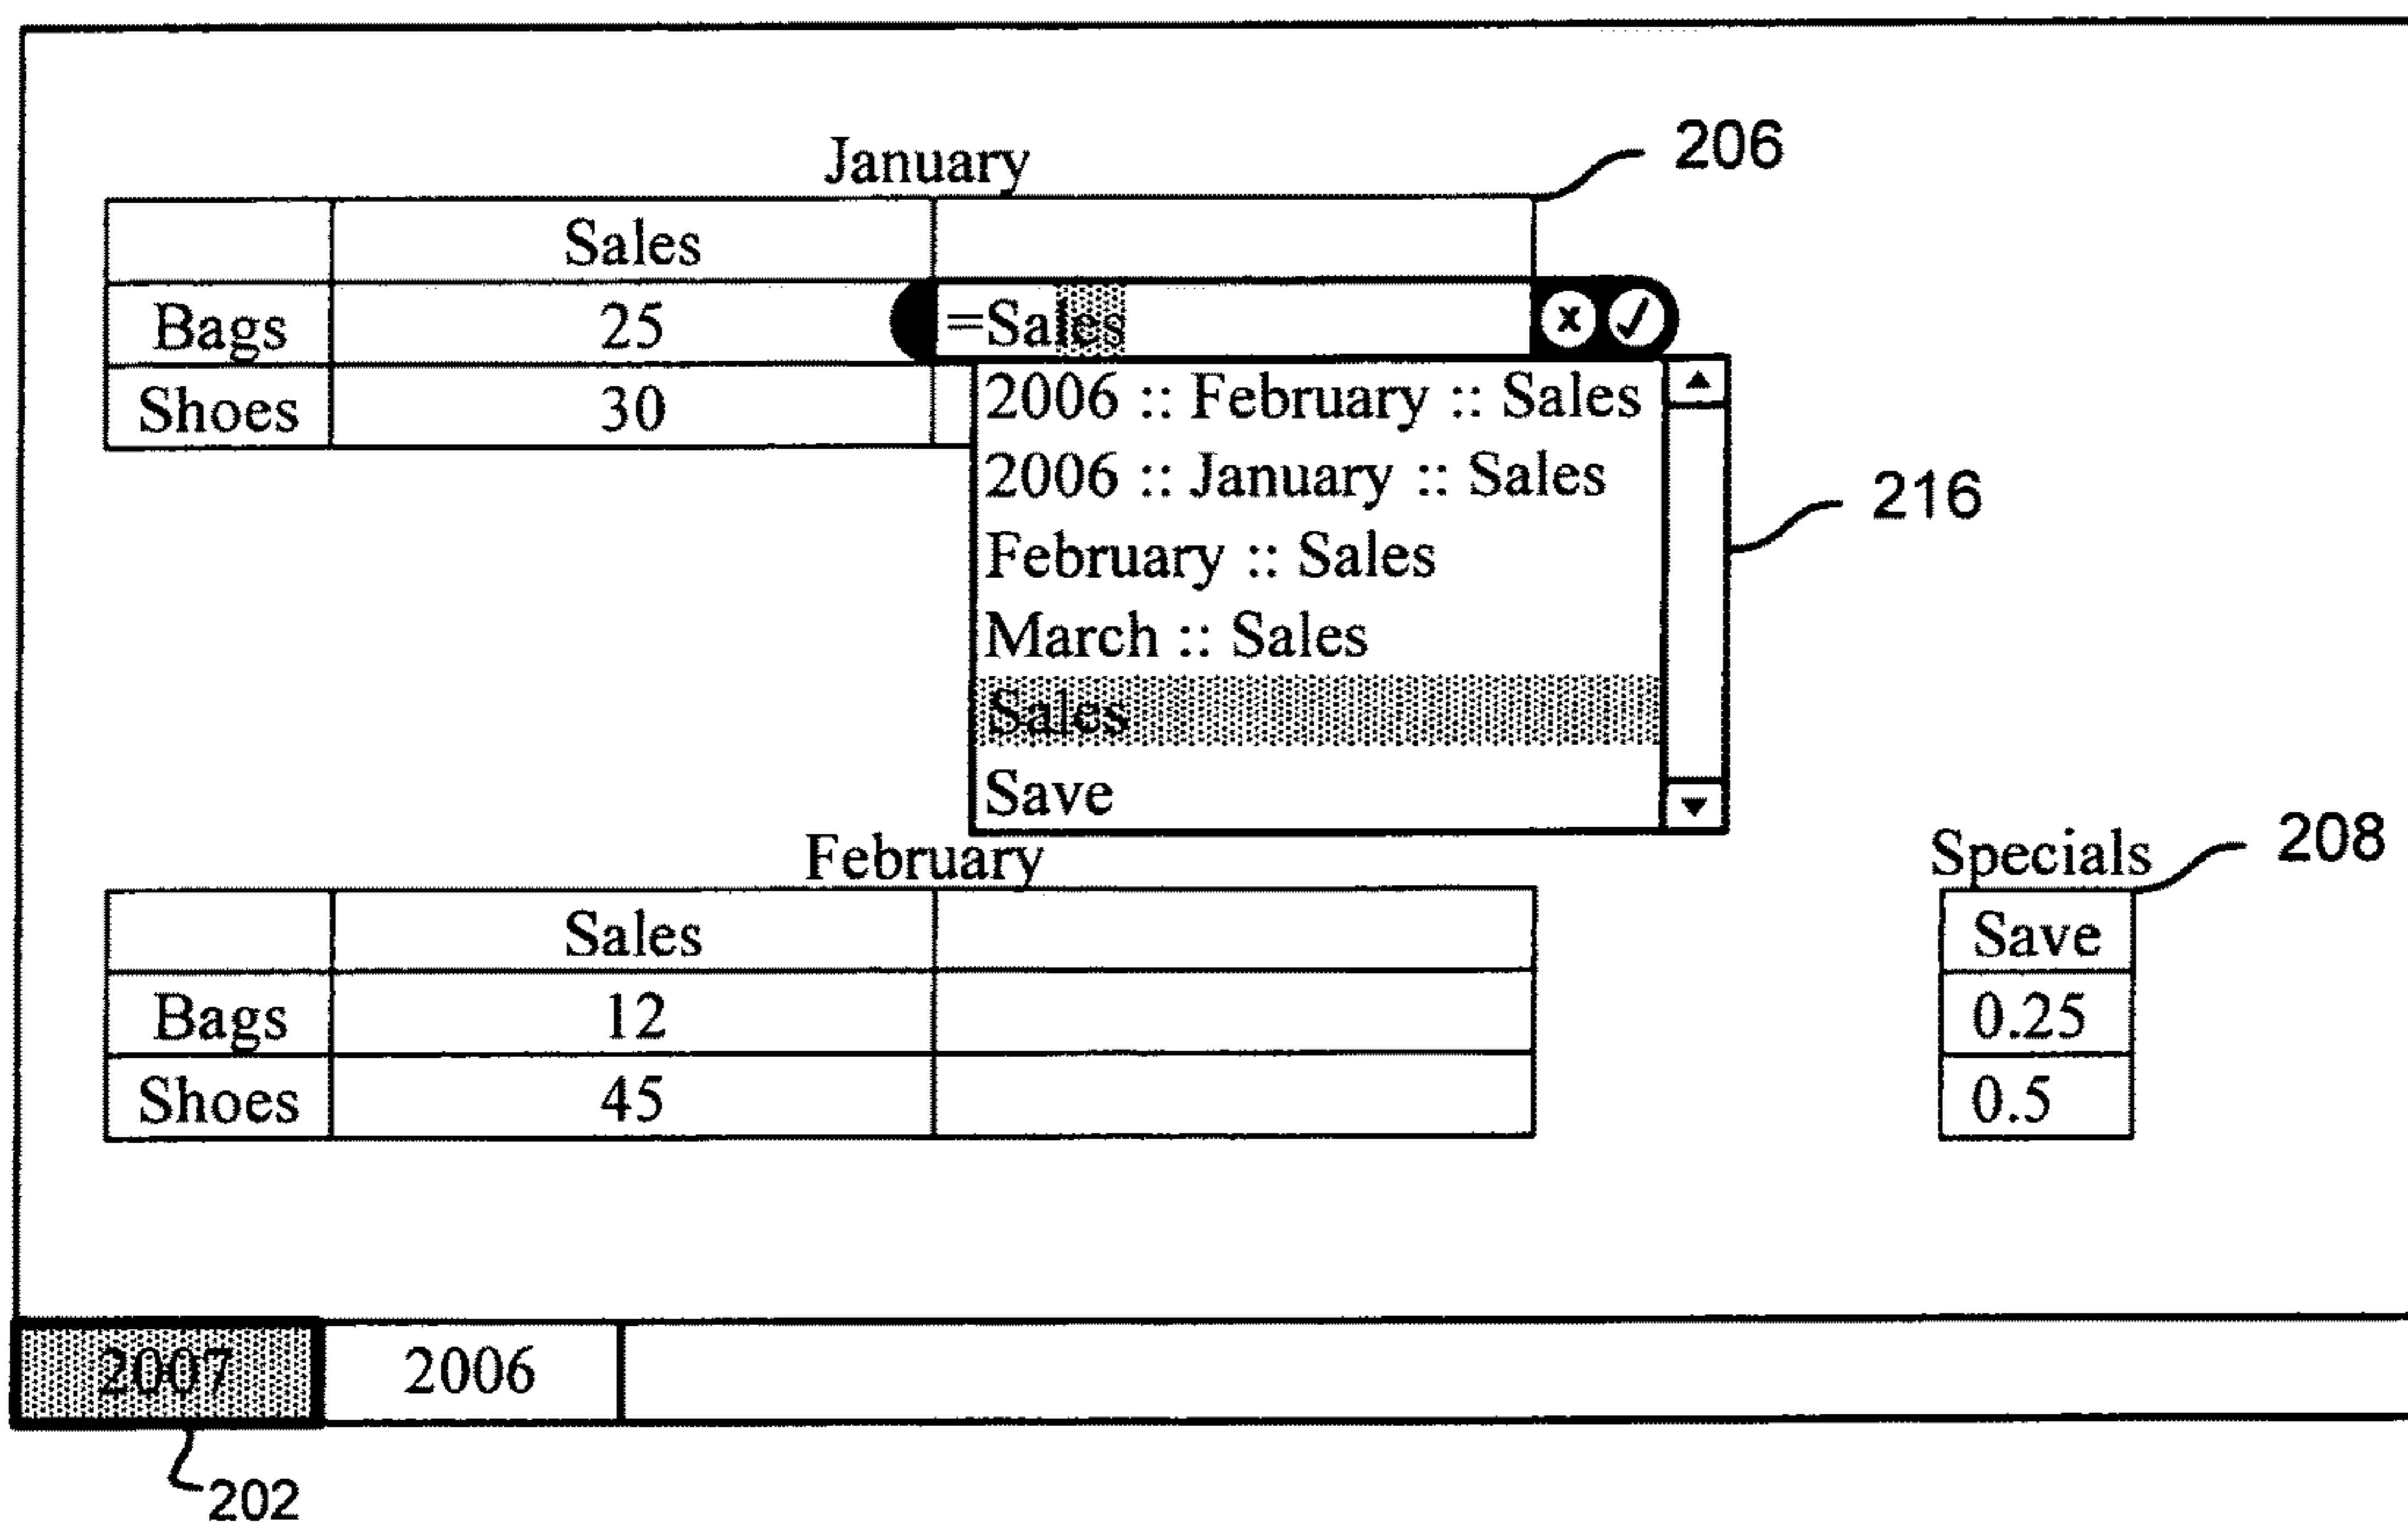 January 206
Sales
Bags 25 =Sales x ✓
Shoes 30
2006 :: February :: Sales
2006 :: January :: Sales
February :: Sales
March :: Sales
Sales
Save
216
February
Sales
Bags 12
Shoes 45
Specials 208
Save
0.25
0.5
2007 2006
202